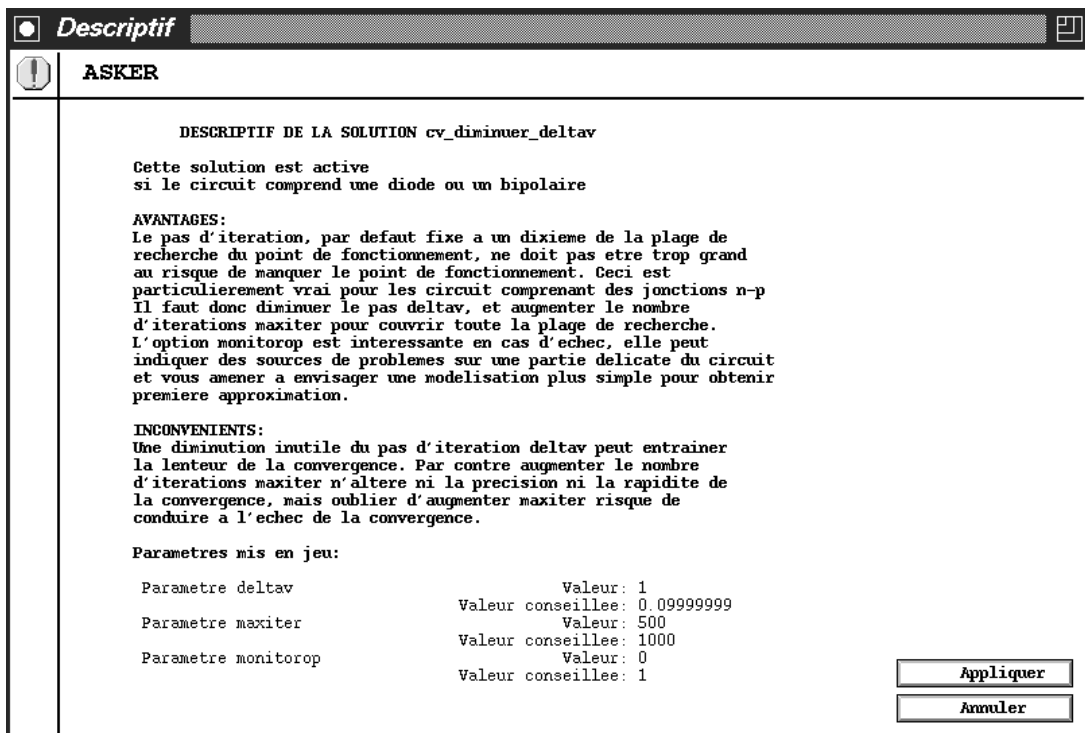 Descriptif
ASKER
DESCRIPTIF DE LA SOLUTION cv_diminuer_deltav
Cette solution est active
si le circuit comprend une diode ou un bipolaire
AVANTAGES:
Le pas d'iteration, par defaut fixe a un dixieme de la plage de
recherche du point de fonctionnement, ne doit pas etre trop grand
au risque de manquer le point de fonctionnement. Ceci est
particulierement vrai pour les circuit comprenant des jonctions n-p
Il faut donc diminuer le pas deltav, et augmenter le nombre
d'iterations maxiter pour couvrir toute la plage de recherche.
L'option monitorop est interessante en cas d'echec, elle peut
indiquer des sources de problemes sur une partie delicate du circuit
et vous amener a envisager une modelisation plus simple pour obtenir
premiere approximation.
INCONVENIENTS:
Une diminution inutile du pas d'iteration deltav peut entrainer
la lenteur de la convergence. Par contre augmenter le nombre
d'iterations maxiter n'altere ni la precision ni la rapidite de
la convergence, mais oublier d'augmenter maxiter risque de
conduire a l'echec de la convergence.
Parametres mis en jeu:
Parametre deltav Valeur: 1
Valeur conseillee: 0.09999999
Parametre maxiter Valeur: 500
Valeur conseillee: 1000
Parametre monitorop Valeur: 0
Valeur conseillee: 1
Appliquer
Annuler